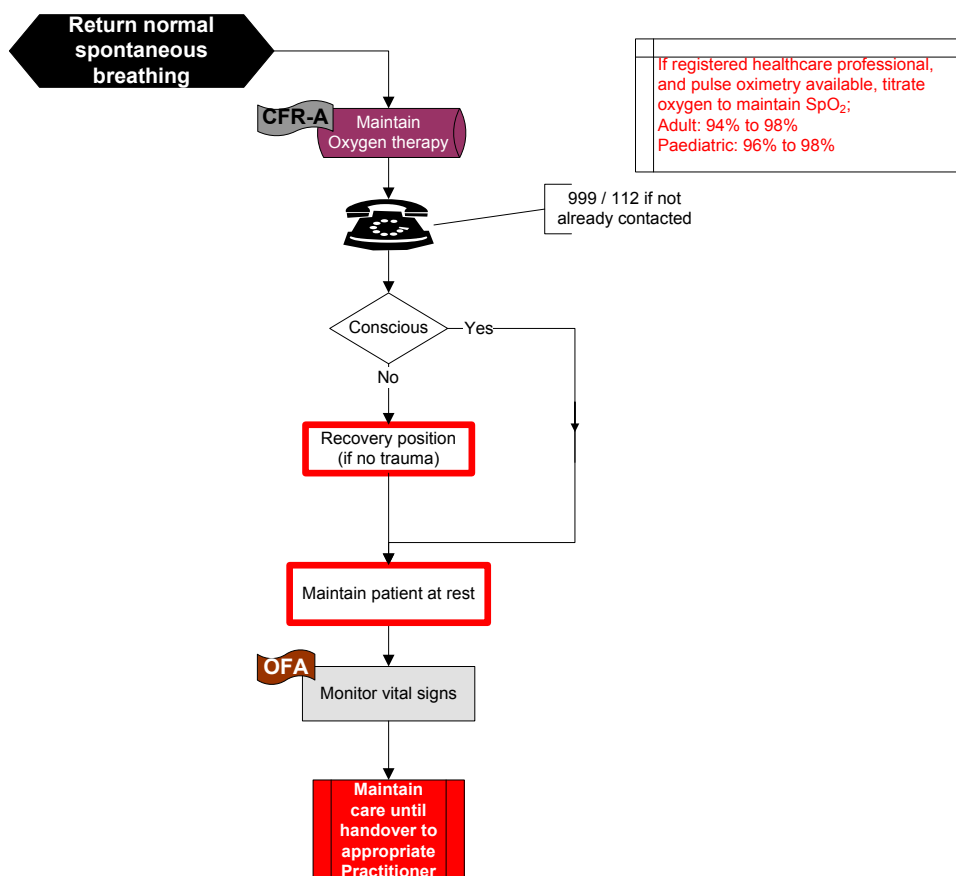 Return normal
spontaneous
breathing
If registered healthcare professional,
and pulse oximetry available, titrate
oxygen to maintain SpO₂;
Adult: 94% to 98%
Paediatric: 96% to 98%
CFR-A
Maintain
Oxygen therapy
999 / 112 if not
already contacted
Conscious
Yes
No
Recovery position
(if no trauma)
Maintain patient at rest
OFA
Monitor vital signs
Maintain
care until
handover to
appropriate
Practitioner